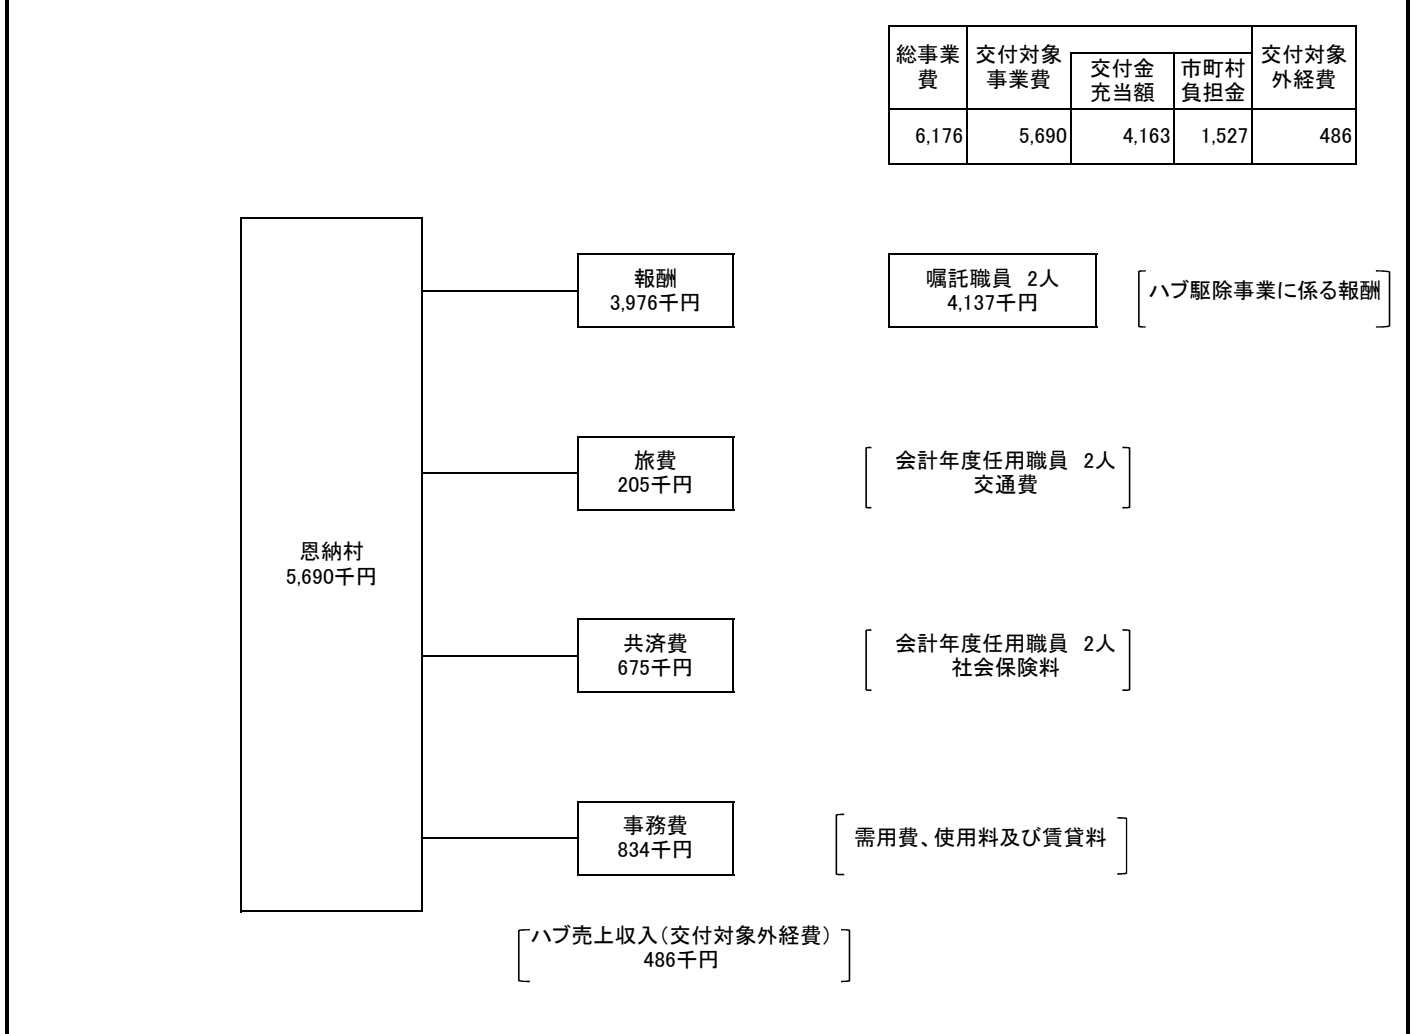 総事業
費
交付対象
事業費
交付金
充当額
市町村
負担金
交付対象
外経費
6,176
5,690
4,163
1,527
486
報酬
3,976千円
嘱託職員　2人
4,137千円
ハブ駆除事業に係る報酬
旅費
205千円
会計年度任用職員　2人
交通費
恩納村
5,690千円
共済費
675千円
会計年度任用職員　2人
社会保険料
事務費
834千円
需用費、使用料及び賃貸料
ハブ売上収入（交付対象外経費）
486千円